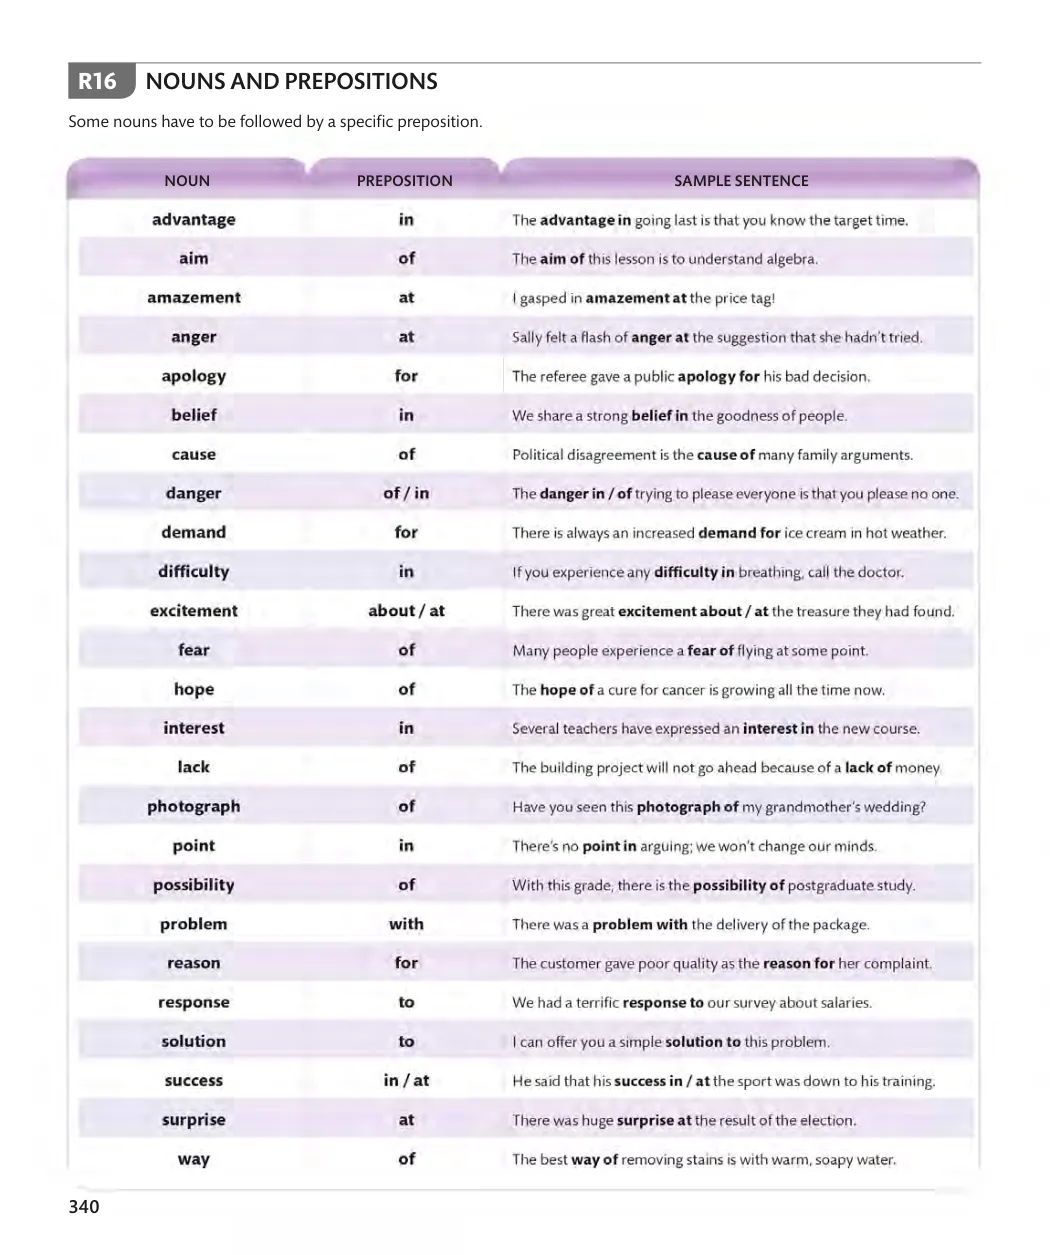 R16 NOUNS AND PREPOSITIONS
Some nouns have to be followed by a specific preposition.
NOUN PREPOSITION SAMPLE SENTENCE
advantage in The advantage in going last is that you know the target time.
aim of The aim of this lesson is to understand algebra.
amazement at I gasped in amazement at the price tag!
anger at Sally felt a flash of anger at the suggestion that she hadn't tried.
apology for The referee gave a public apology for his bad decision.
belief in We share a strong belief in the goodness of people.
cause of Political disagreement is the cause of many family arguments.
danger of / in The danger in / of trying to please everyone is that you please no one.
demand for There is always an increased demand for ice cream in hot weather.
difficulty in If you experience any difficulty in breathing, call the doctor.
excitement about / at There was great excitement about / at the treasure they had found.
fear of Many people experience a fear of flying at some point.
hope of The hope of a cure for cancer is growing all the time now.
interest in Several teachers have expressed an interest in the new course.
lack of The building project will not go ahead because of a lack of money
photograph of Have you seen this photograph of my grandmother's wedding?
point in There's no point in arguing; we won't change our minds.
possibility of With this grade, there is the possibility of postgraduate study.
problem with There was a problem with the delivery of the package.
reason for The customer gave poor quality as the reason for her complaint.
response to We had a terrific response to our survey about salaries.
solution to I can offer you a simple solution to this problem.
success in / at He said that his success in / at the sport was down to his training.
surprise at There was huge surprise at the result of the election.
way of The best way of removing stains is with warm, soapy water.
340